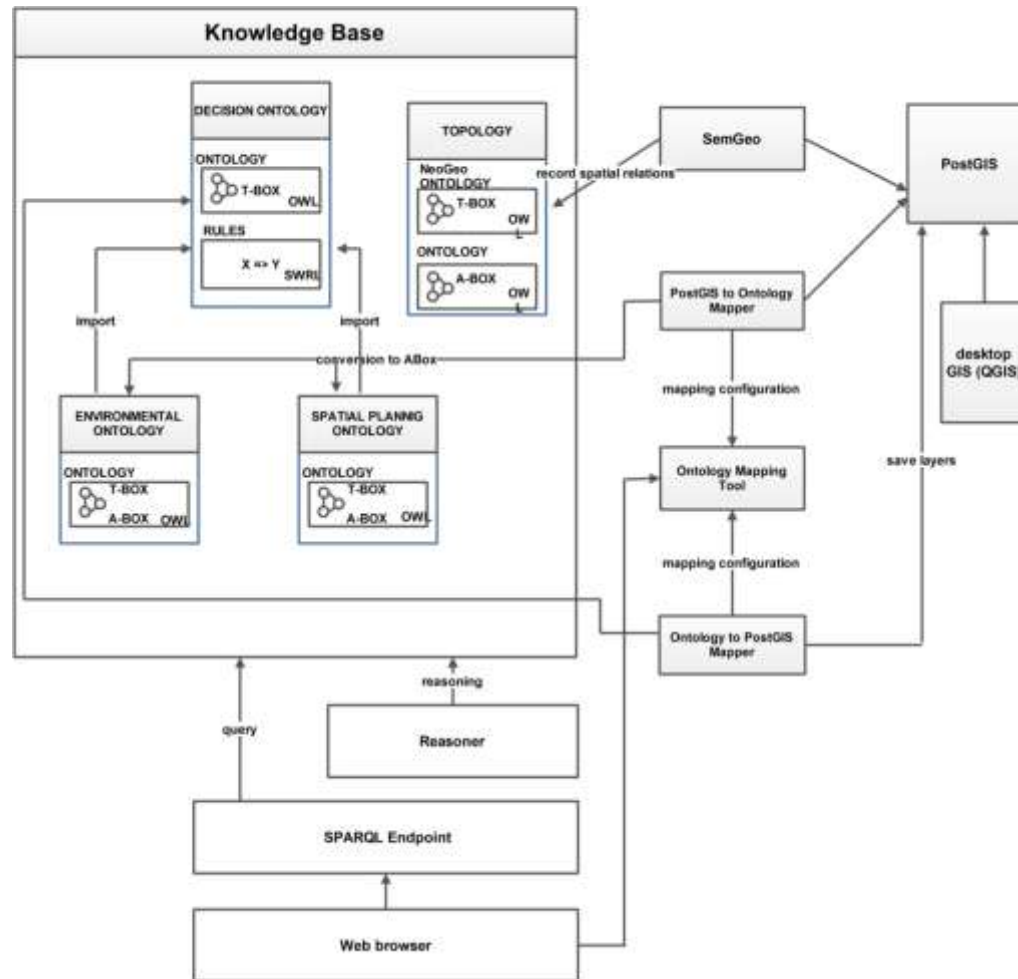 Knowledge Base
DECISION ONTOLOGY
ONTOLOGY
T-BOX
OWL
RULES
X => Y
SWRL
TOPOLOGY
NeoGeo
ONTOLOGY
T-BOX
OW
L
ONTOLOGY
A-BOX
OW
L
SemGeo
PostGIS
record spatial relations
PostGIS to Ontology
Mapper
import
import
conversion to ABox
desktop
GIS (QGIS)
mapping configuration
ENVIRONMENTAL
ONTOLOGY
ONTOLOGY
T-BOX
A-BOX
OWL
SPATIAL PLANNIG
ONTOLOGY
ONTOLOGY
T-BOX
A-BOX
OWL
Ontology Mapping
Tool
save layers
mapping configuration
Ontology to PostGIS
Mapper
reasoning
query
Reasoner
SPARQL Endpoint
Web browser